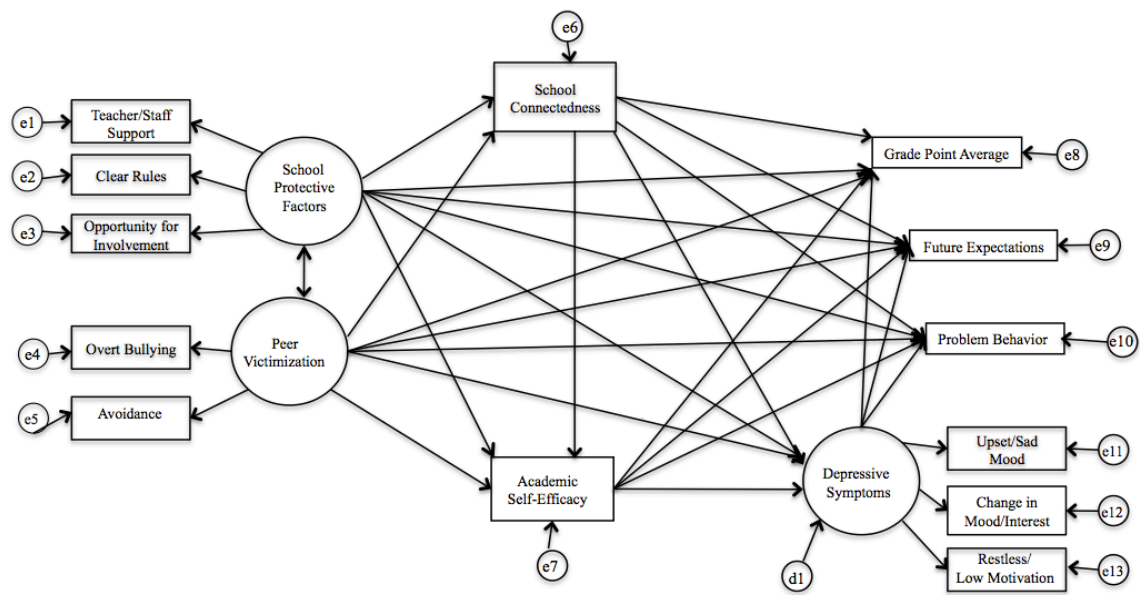 e6
School
Connectedness
e1
Teacher/Staff
Support
e2
Clear Rules
e3
Opportunity for
Involvement
School
Protective
Factors
Grade Point Average
e8
Future Expectations
e9
Problem Behavior
e10
e4
Overt Bullying
e5
Avoidance
Peer
Victimization
Academic
Self-Efficacy
e7
Depressive
Symptoms
d1
Upset/Sad
Mood
e11
Change in
Mood/Interest
e12
Restless/
Low Motivation
e13